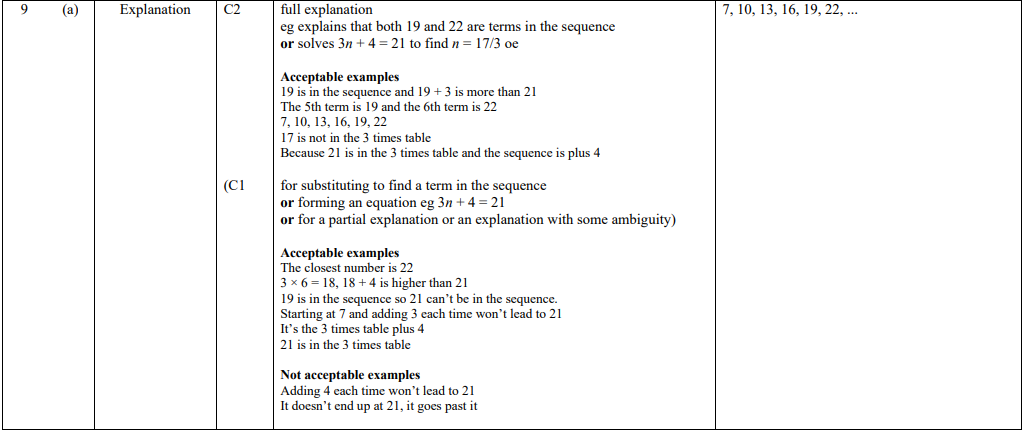 9 (a) Explanation C2 full explanation 7, 10, 13, 16, 19, 22, ...
eg explains that both 19 and 22 are terms in the sequence
or solves 3n + 4 = 21 to find n = 17/3 oe
Acceptable examples
19 is in the sequence and 19 + 3 is more than 21
The 5th term is 19 and the 6th term is 22
7, 10, 13, 16, 19, 22
17 is not in the 3 times table
Because 21 is in the 3 times table and the sequence is plus 4
(C1 for substituting to find a term in the sequence
or forming an equation eg 3n + 4 = 21
or for a partial explanation or an explanation with some ambiguity)
Acceptable examples
The closest number is 22
3 × 6 = 18, 18 + 4 is higher than 21
19 is in the sequence so 21 can’t be in the sequence.
Starting at 7 and adding 3 each time won’t lead to 21
It’s the 3 times table plus 4
21 is in the 3 times table
Not acceptable examples
Adding 4 each time won’t lead to 21
It doesn’t end up at 21, it goes past it